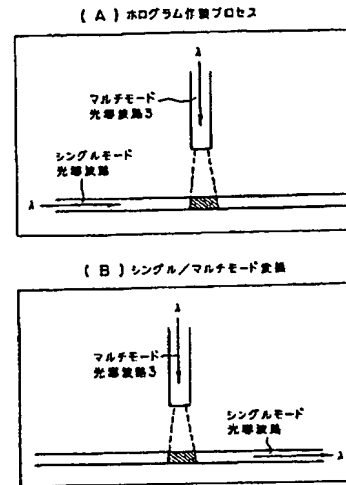 (A)ホログラム作製プロセス
λ
マルチモード
光導波路3
シングルモード
光導波路
λ
(B)シングル/マルチモード変換
λ
マルチモード
光導波路3
シングルモード
光導波路
λ